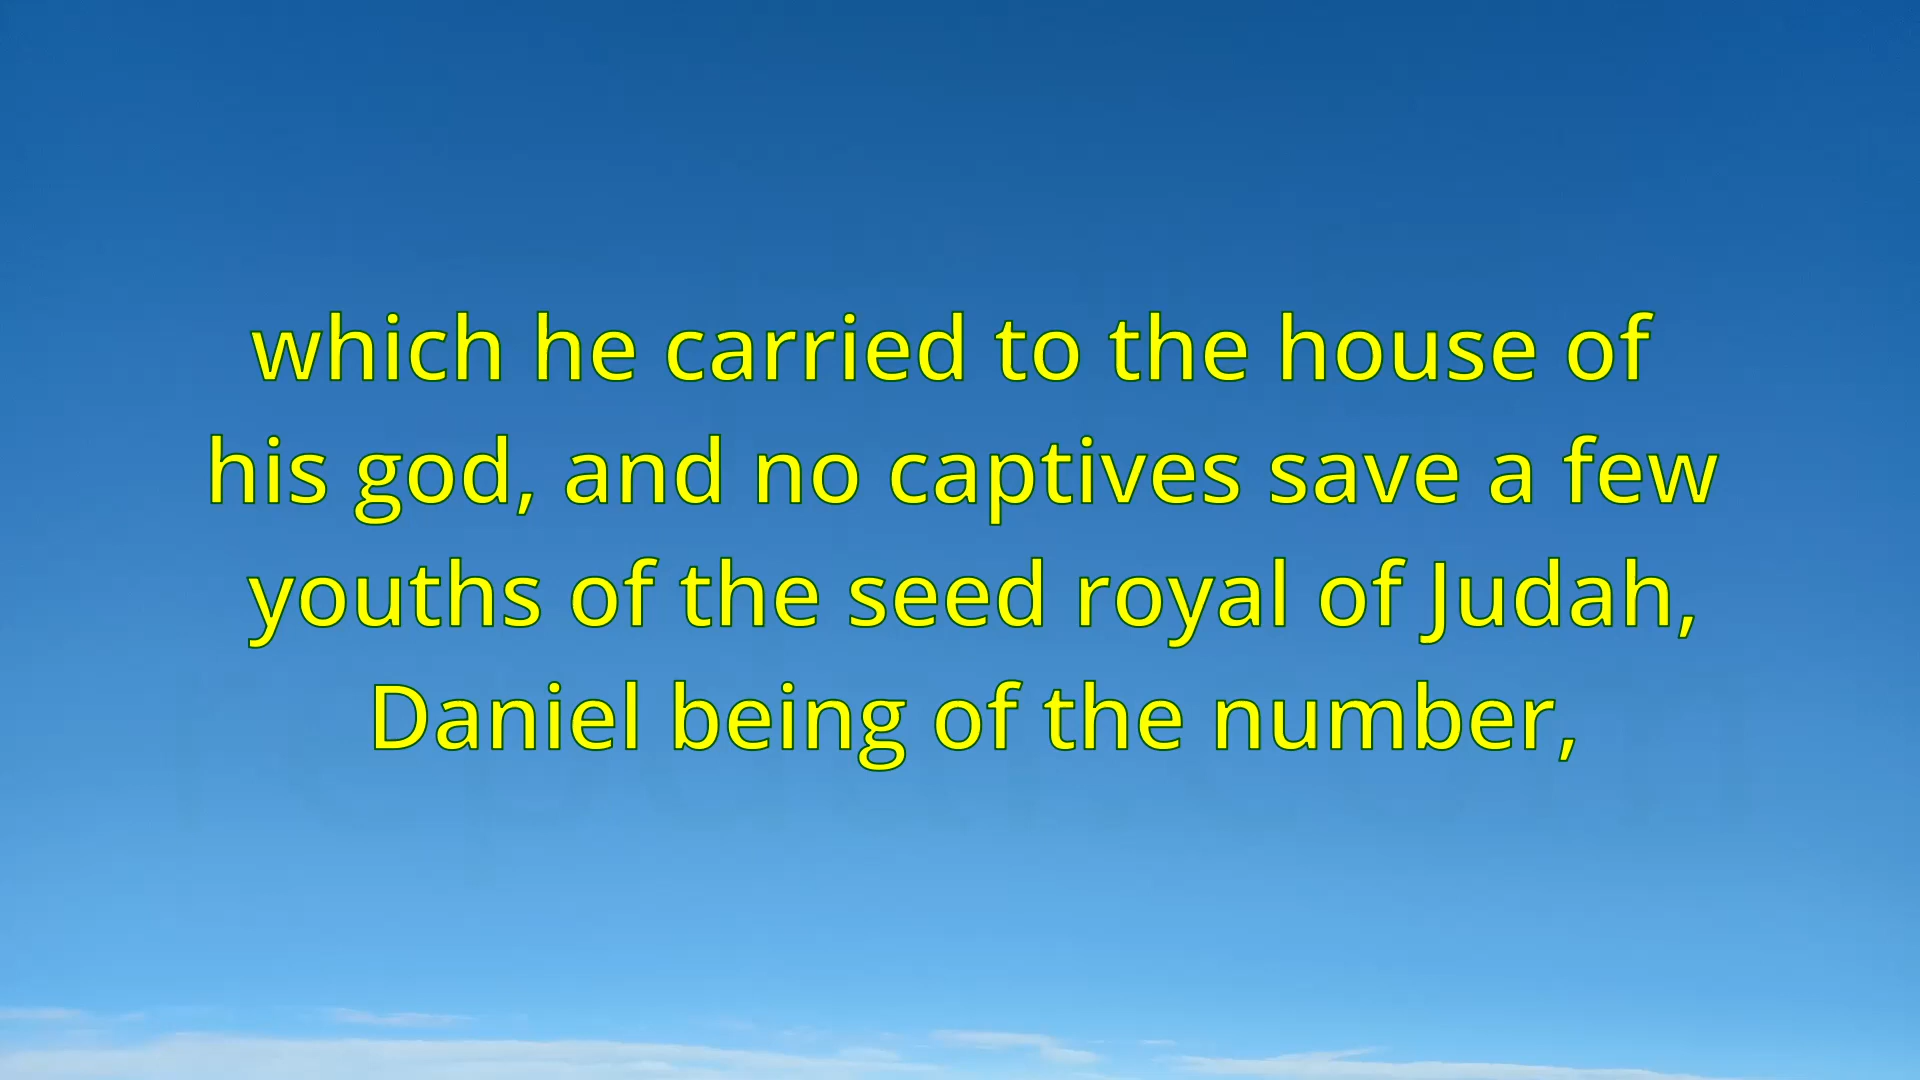 which he carried to the house of
his god, and no captives save a few
youths of the seed royal of Judah,
Daniel being of the number,